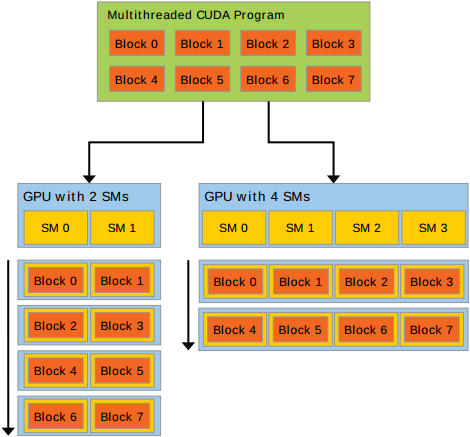 Multithreaded CUDA Program
Block 0 Block 1 Block 2 Block 3
Block 4 Block 5 Block 6 Block 7
GPU with 2 SMs
SM 0 SM 1
Block 0 Block 1
Block 2 Block 3
Block 4 Block 5
Block 6 Block 7
GPU with 4 SMs
SM 0 SM 1 SM 2 SM 3
Block 0 Block 1 Block 2 Block 3
Block 4 Block 5 Block 6 Block 7